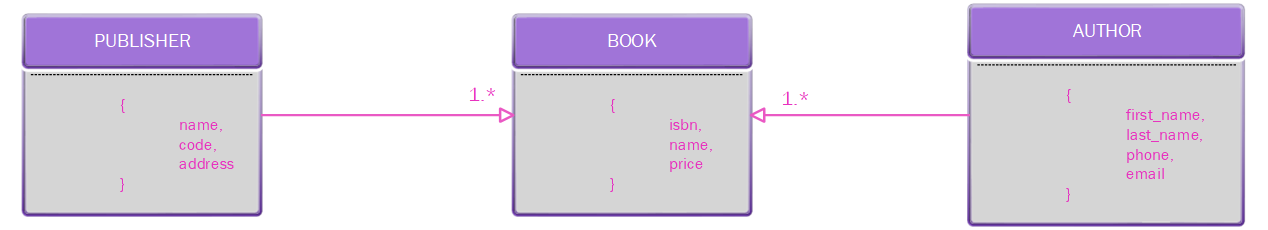 PUBLISHER
{
name,
code,
address
}
1.*
BOOK
{
isbn,
name,
price
}
1.*
AUTHOR
{
first_name,
last_name,
phone,
email
}